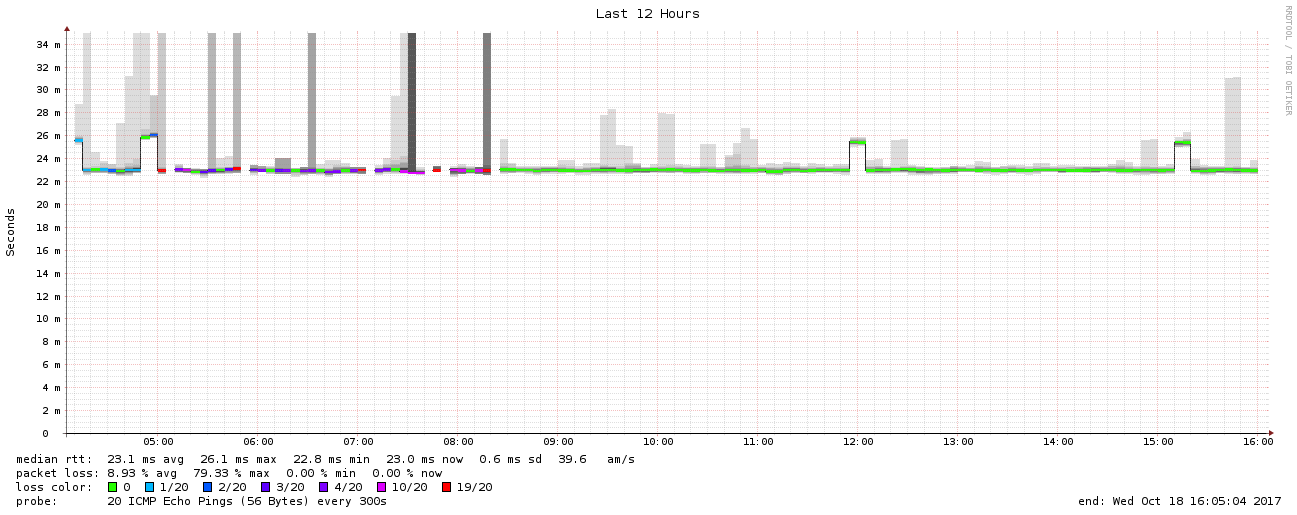 Last 12 Hours
RRDTOOL / TOBI OETIKER
Seconds
34 m
32 m
30 m
28 m
26 m
24 m
22 m
20 m
18 m
16 m
14 m
12 m
10 m
8 m
6 m
4 m
2 m
0
05:00 06:00 07:00 08:00 09:00 10:00 11:00 12:00 13:00 14:00 15:00 16:00
median rtt: 23.1 ms avg 26.1 ms max 22.8 ms min 23.0 ms now 0.6 ms sd 39.6 am/s
packet loss: 8.93 % avg 79.33 % max 0.00 % min 0.00 % now
loss color: 0 1/20 2/20 3/20 4/20 10/20 19/20
probe: 20 ICMP Echo Pings (56 Bytes) every 300s end: Wed Oct 18 16:05:04 2017